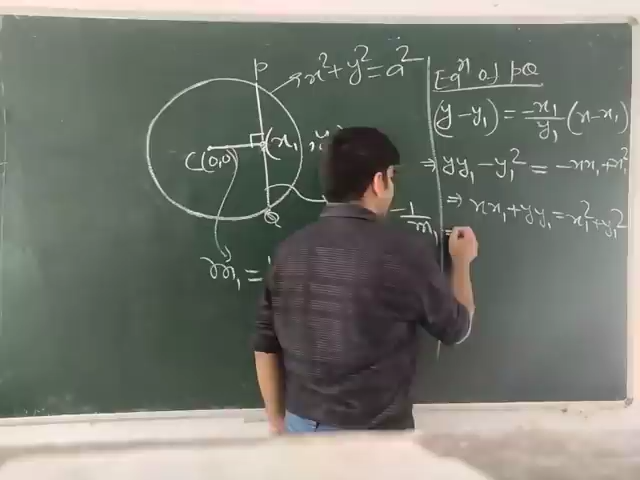 P
x² + y² = a²
C(0,0)
(x₁, y
Q
m₁ =
-1/m₁ =
Eqⁿ of PQ
(y - y₁) = -x₁/y₁ (x - x₁)
⇒ yy₁ - y₁² = -xx₁ + x₁²
⇒ xx₁ + yy₁ = x₁² + y₁²